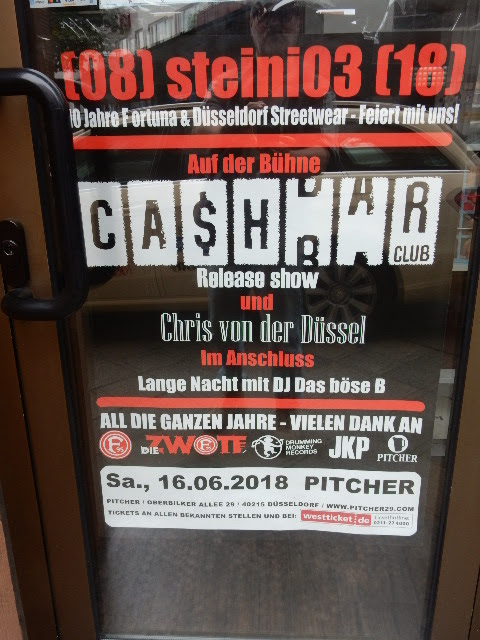 (08) steini03 (18)
10 Jahre Fortuna & Düsseldorf Streetwear - Feiert mit uns!
Auf der Bühne
CA$HBAR
CLUB
Release show
und
Chris von der Düssel
Im Anschluss
Lange Nacht mit DJ Das böse B
ALL DIE GANZEN JAHRE - VIELEN DANK AN
F95 DIE ZWOTE DRUMMING MONKEY RECORDS JKP PITCHER
Sa., 16.06.2018 PITCHER
PITCHER / OBERBILKER ALLEE 29 / 40215 DÜSSELDORF / WWW.PITCHER29.COM
TICKETS AN ALLEN BEKANNTEN STELLEN UND BEI: westticket.de